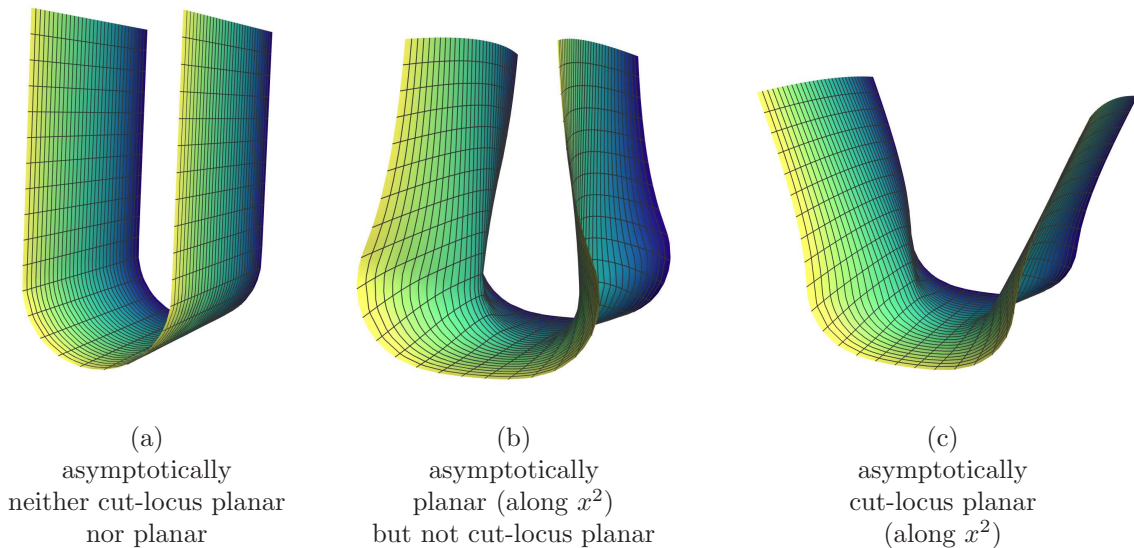 (a)
asymptotically
neither cut-locus planar
nor planar
(b)
asymptotically
planar (along x²)
but not cut-locus planar
(c)
asymptotically
cut-locus planar
(along x²)